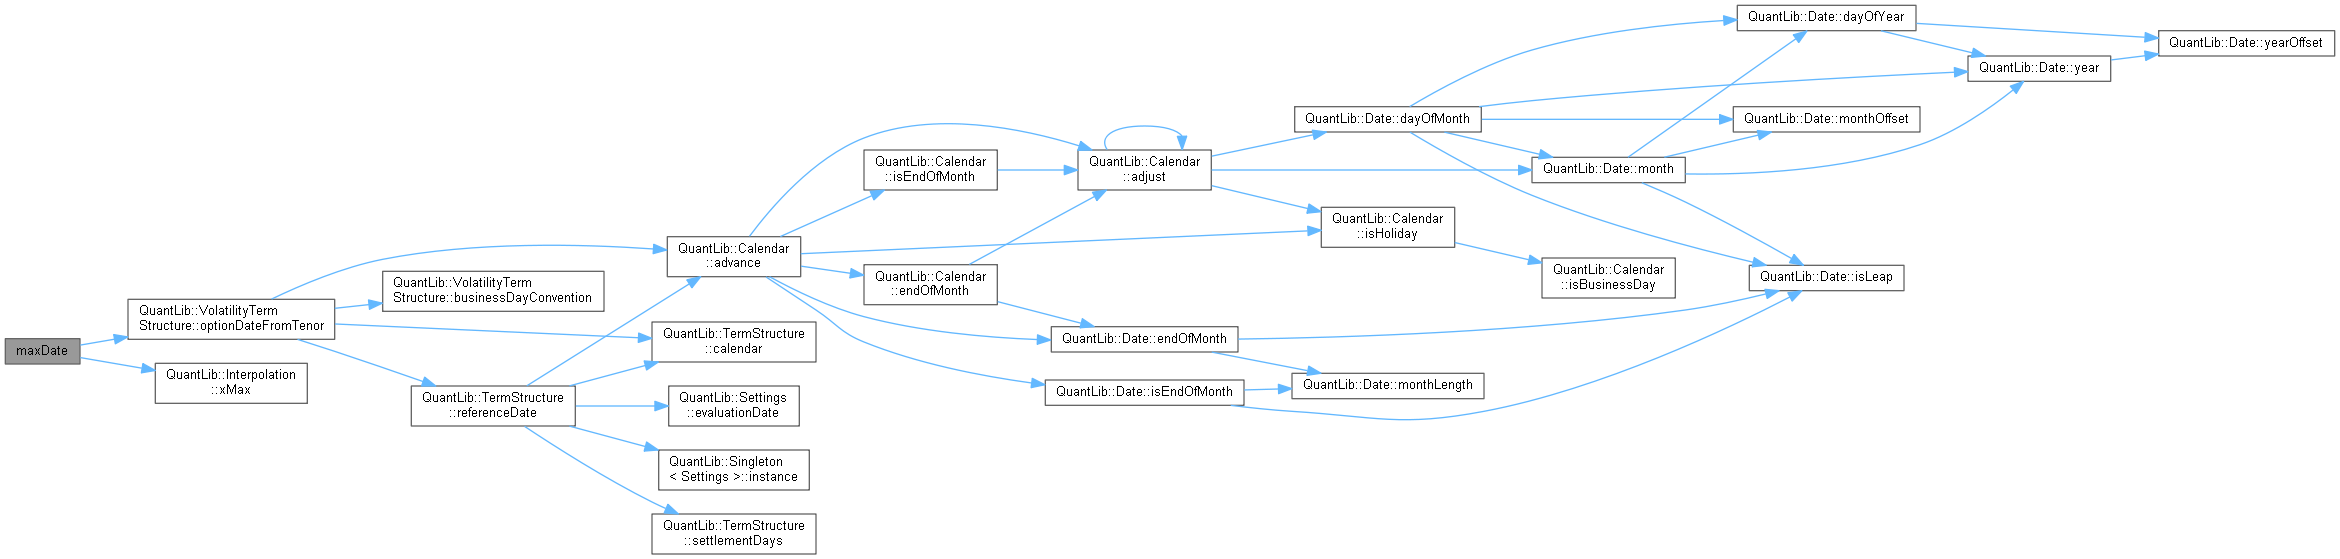 maxDate
QuantLib::VolatilityTerm
Structure::optionDateFromTenor
QuantLib::Interpolation
::xMax
QuantLib::VolatilityTerm
Structure::businessDayConvention
QuantLib::TermStructure
::referenceDate
QuantLib::Calendar
::advance
QuantLib::TermStructure
::calendar
QuantLib::Settings
::evaluationDate
QuantLib::Singleton
< Settings >::instance
QuantLib::TermStructure
::settlementDays
QuantLib::Calendar
::isEndOfMonth
QuantLib::Calendar
::endOfMonth
QuantLib::Calendar
::adjust
QuantLib::Date::endOfMonth
QuantLib::Date::isEndOfMonth
QuantLib::Date::dayOfMonth
QuantLib::Calendar
::isHoliday
QuantLib::Date::monthLength
QuantLib::Date::month
QuantLib::Calendar
::isBusinessDay
QuantLib::Date::dayOfYear
QuantLib::Date::monthOffset
QuantLib::Date::isLeap
QuantLib::Date::year
QuantLib::Date::yearOffset